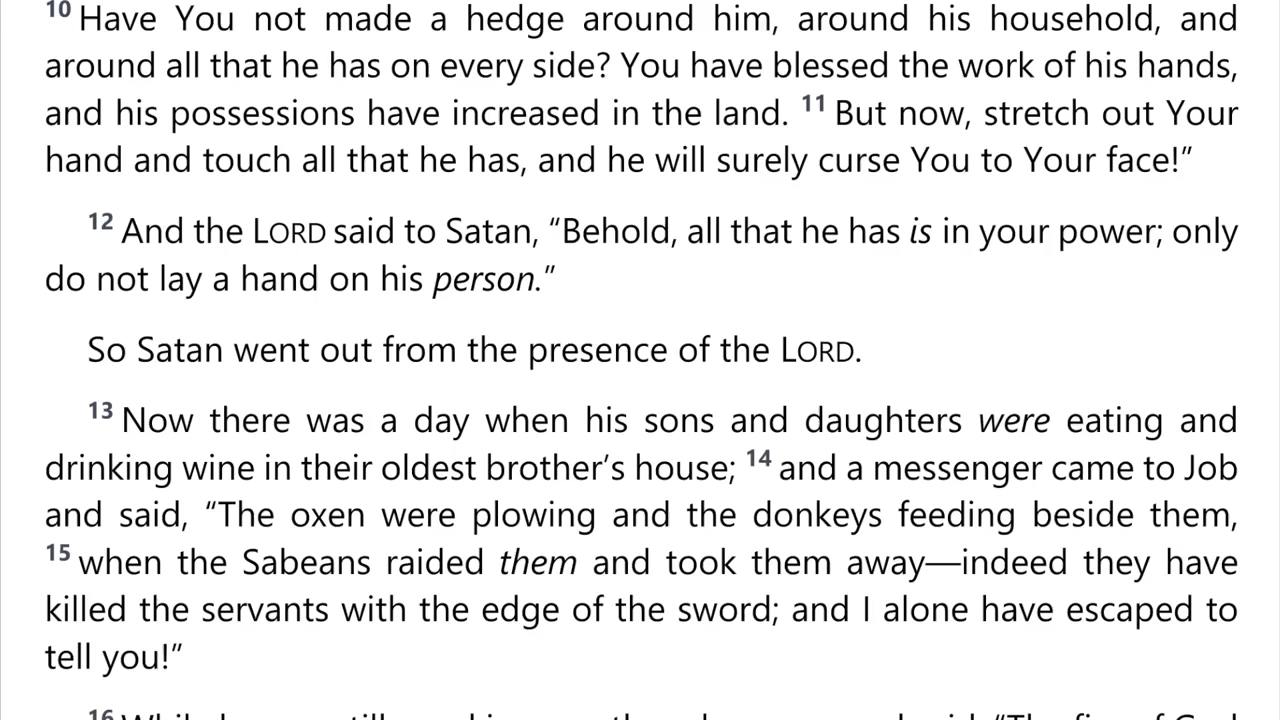 10 Have You not made a hedge around him, around his household, and
around all that he has on every side? You have blessed the work of his hands,
and his possessions have increased in the land. 11 But now, stretch out Your
hand and touch all that he has, and he will surely curse You to Your face!”
12 And the LORD said to Satan, “Behold, all that he has is in your power; only
do not lay a hand on his person.”
So Satan went out from the presence of the LORD.
13 Now there was a day when his sons and daughters were eating and
drinking wine in their oldest brother’s house; 14 and a messenger came to Job
and said, “The oxen were plowing and the donkeys feeding beside them,
15 when the Sabeans raided them and took them away—indeed they have
killed the servants with the edge of the sword; and I alone have escaped to
tell you!”
16